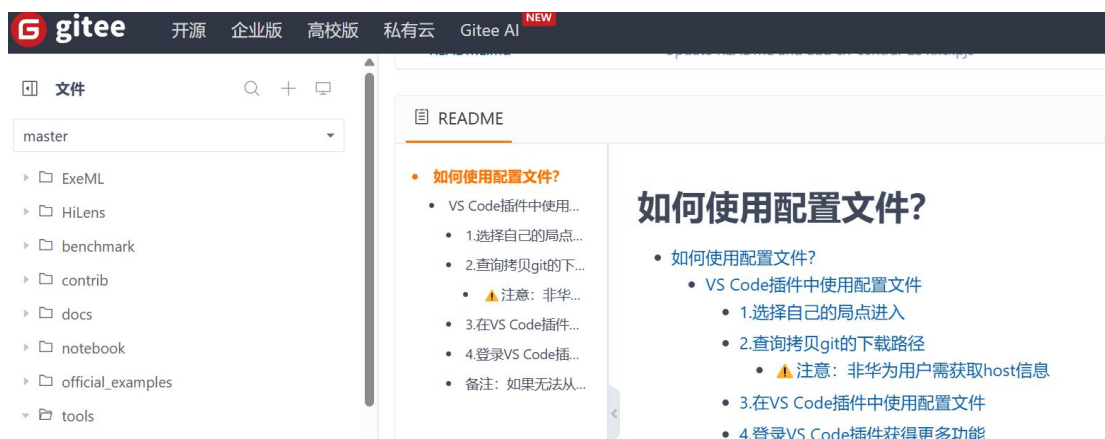 gitee 开源 企业版 高校版 私有云 Gitee AI NEW
文件
master
ExeML
HiLens
benchmark
contrib
docs
notebook
official_examples
tools
README
如何使用配置文件?
VS Code插件中使用...
1.选择自己的局点...
2.查询拷贝git的下...
注意:非华...
3.在VS Code插件...
4.登录VS Code插...
备注:如果无法从...
如何使用配置文件?
如何使用配置文件?
VS Code插件中使用配置文件
1.选择自己的局点进入
2.查询拷贝git的下载路径
注意:非华为用户需获取host信息
3.在VS Code插件中使用配置文件
4.登录VS Code插件获得更多功能